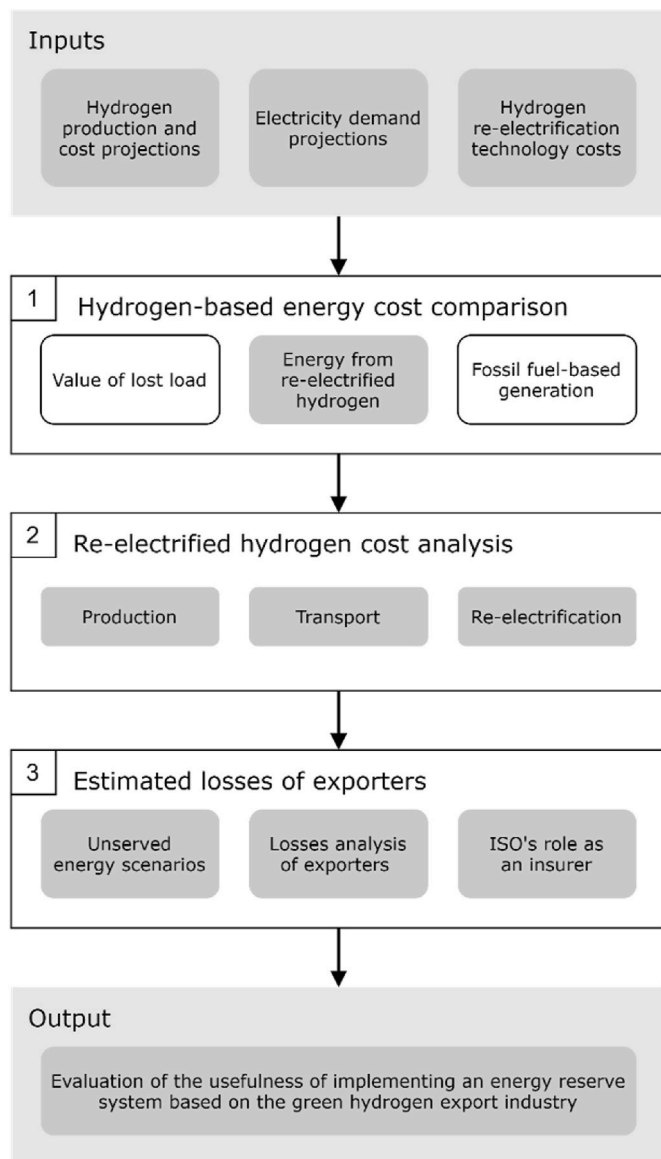 Inputs
Hydrogen
production and
cost projections
Electricity demand
projections
Hydrogen
re-electrification
technology costs
1
Hydrogen-based energy cost comparison
Value of lost load
Energy from
re-electrified
hydrogen
Fossil fuel-based
generation
2
Re-electrified hydrogen cost analysis
Production
Transport
Re-electrification
3
Estimated losses of exporters
Unserved
energy scenarios
Losses analysis
of exporters
ISO's role as
an insurer
Output
Evaluation of the usefulness of implementing an energy reserve
system based on the green hydrogen export industry